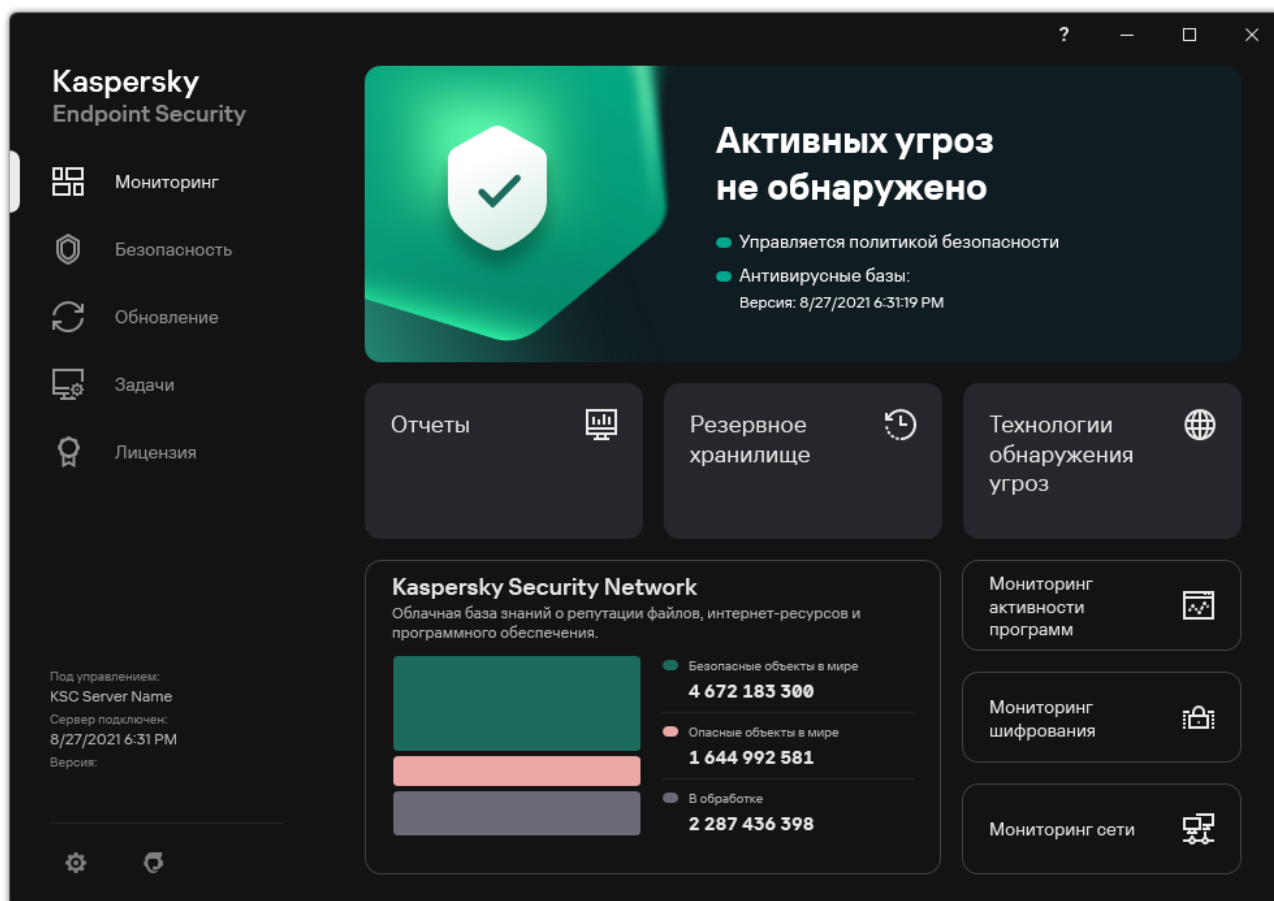 ?
Kaspersky
Endpoint Security
Мониторинг
Безопасность
Обновление
Задачи
Лицензия
Под управлением:
KSC Server Name
Сервер подключен:
8/27/2021 6:31 PM
Версия:
Активных угроз
не обнаружено
Управляется политикой безопасности
Антивирусные базы:
Версия: 8/27/2021 6:31:19 PM
Отчеты
Резервное
хранилище
Технологии
обнаружения
угроз
Kaspersky Security Network
Облачная база знаний о репутации файлов, интернет-ресурсов и
программного обеспечения.
Безопасные объекты в мире
4 672 183 300
Опасные объекты в мире
1 644 992 581
В обработке
2 287 436 398
Мониторинг
активности
программ
Мониторинг
шифрования
Мониторинг сети